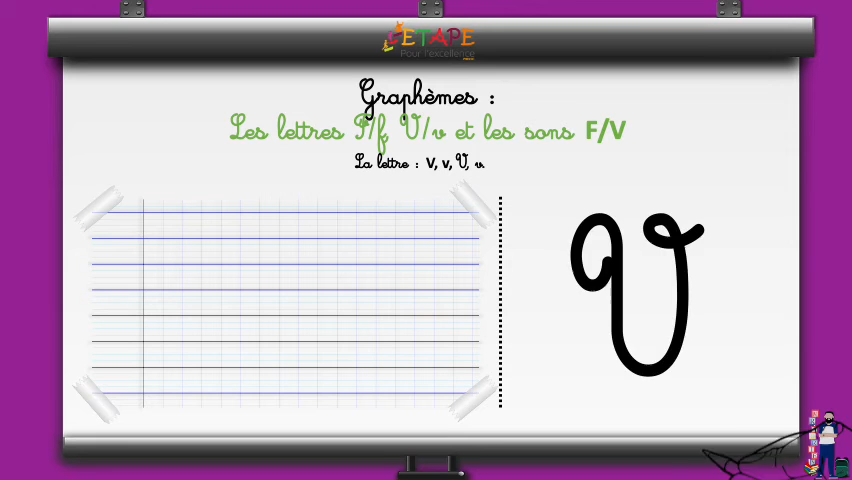 ETAPE
Pour l'excellence
Graphèmes :
Les lettres F/f, V/v et les sons F/V
La lettre : V, v, V, v
V